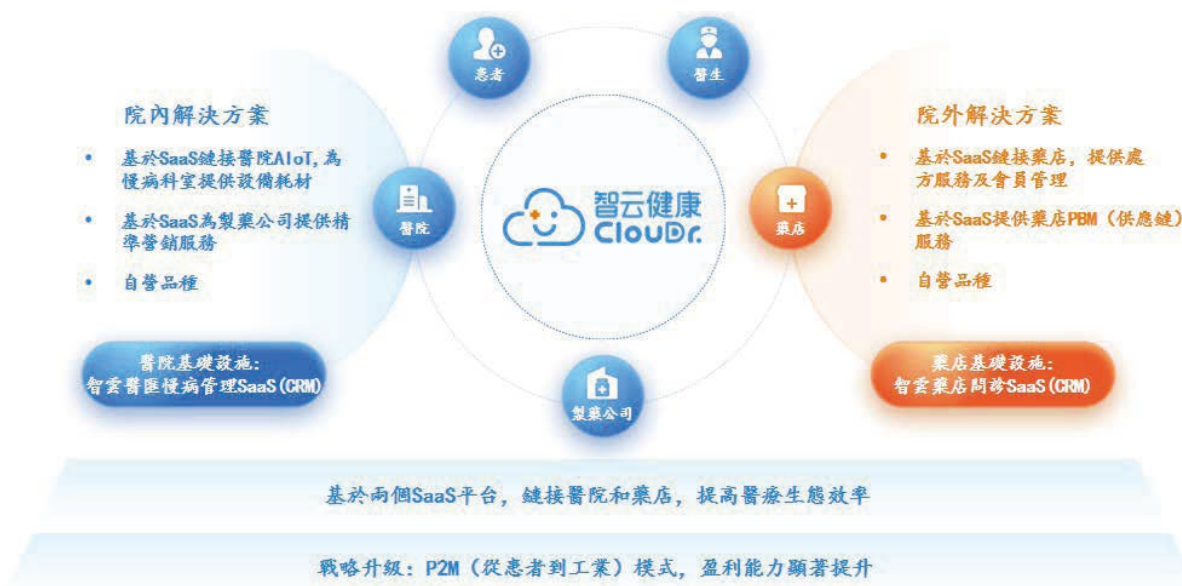 患者
醫生
院內解決方案
• 基於SaaS鏈接醫院AIoT, 為
慢病科室提供設備耗材
• 基於SaaS為製藥公司提供精
準營銷服務
• 自營品種
醫院
智云健康
ClouDr.
藥店
院外解決方案
• 基於SaaS鏈接藥店, 提供處
方服務及會員管理
• 基於SaaS提供藥店PBM (供應鏈)
服務
• 自營品種
醫院基礎設施:
智雲醫匯慢病管理SaaS(CRM)
製藥公司
藥店基礎設施:
智雲藥店問診SaaS(CRM)
基於兩個SaaS平台, 鏈接醫院和藥店, 提高醫療生態效率
戰略升級: P2M (從患者到工業) 模式, 盈利能力顯著提升